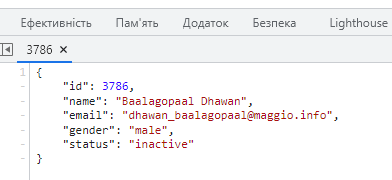 Ефективність Пам'ять Додаток Безпека Lighthouse
3786 ×
1 {
- "id": 3786,
- "name": "Baalagopaal Dhawan",
- "email": "dhawan_baalagopaal@maggio.info",
- "gender": "male",
- "status": "inactive"
- }